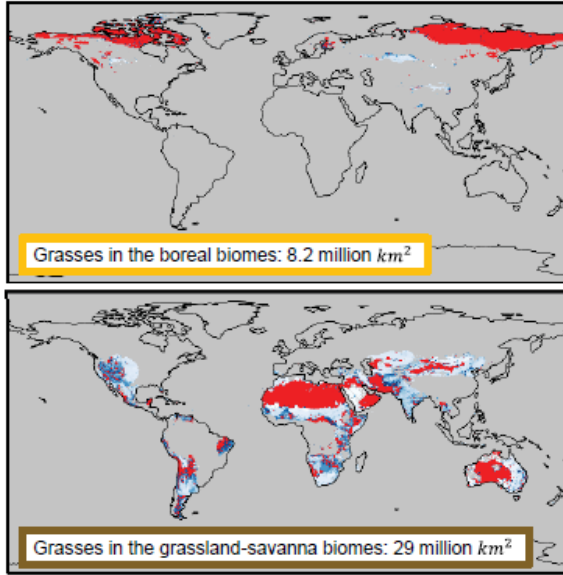 Grasses in the boreal biomes: 8.2 million km²
Grasses in the grassland-savanna biomes: 29 million km²